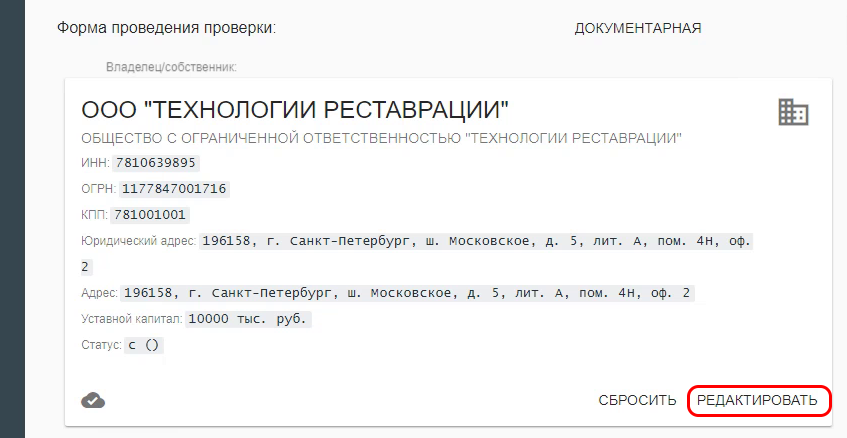 Форма проведения проверки: ДОКУМЕНТАРНАЯ
Владелец/собственник:
ООО "ТЕХНОЛОГИИ РЕСТАВРАЦИИ"
ОБЩЕСТВО С ОГРАНИЧЕННОЙ ОТВЕТСТВЕННОСТЬЮ "ТЕХНОЛОГИИ РЕСТАВРАЦИИ"
ИНН: 7810639895
ОГРН: 1177847001716
КПП: 781001001
Юридический адрес: 196158, г. Санкт-Петербург, ш. Московское, д. 5, лит. А, пом. 4Н, оф.
2
Адрес: 196158, г. Санкт-Петербург, ш. Московское, д. 5, лит. А, пом. 4Н, оф. 2
Уставной капитал: 10000 тыс. руб.
Статус: с ()
СБРОСИТЬ РЕДАКТИРОВАТЬ